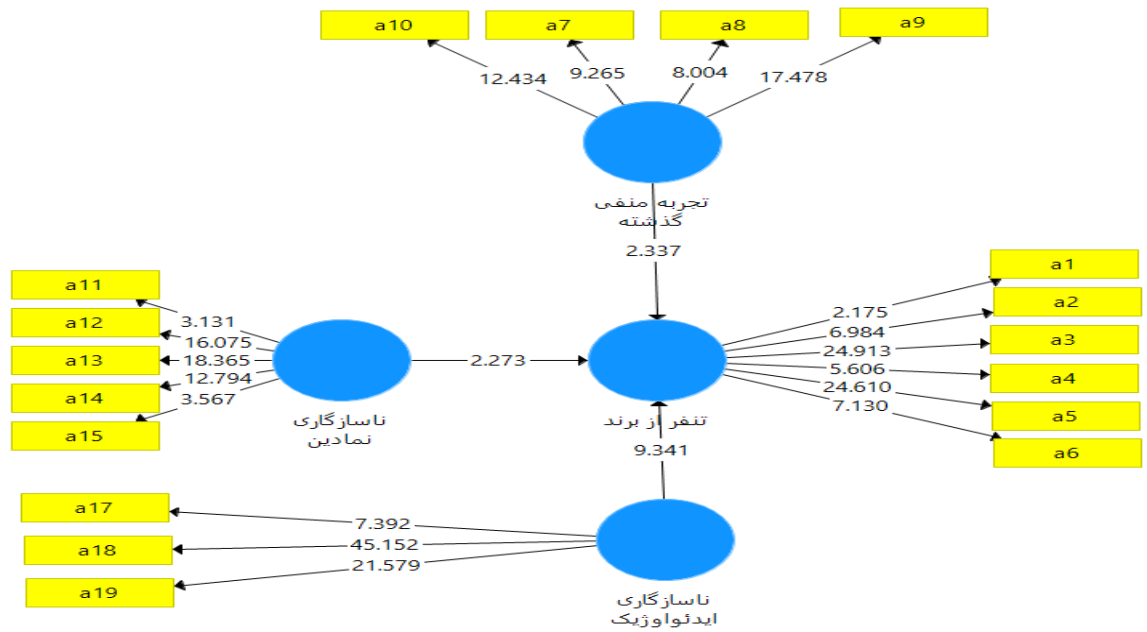 a10
a7
a8
a9
12.434
9.265
8.004
17.478
تجربه منفی
گذشته
2.337
a11
a12
a13
a14
a15
3.131
16.075
18.365
12.794
3.567
ناسازگاری
نمادین
2.273
تنفر از برند
a1
a2
a3
a4
a5
a6
2.175
6.984
24.913
5.606
24.610
7.130
9.341
a17
a18
a19
7.392
45.152
21.579
ناسازگاری
ایدئولوژیک